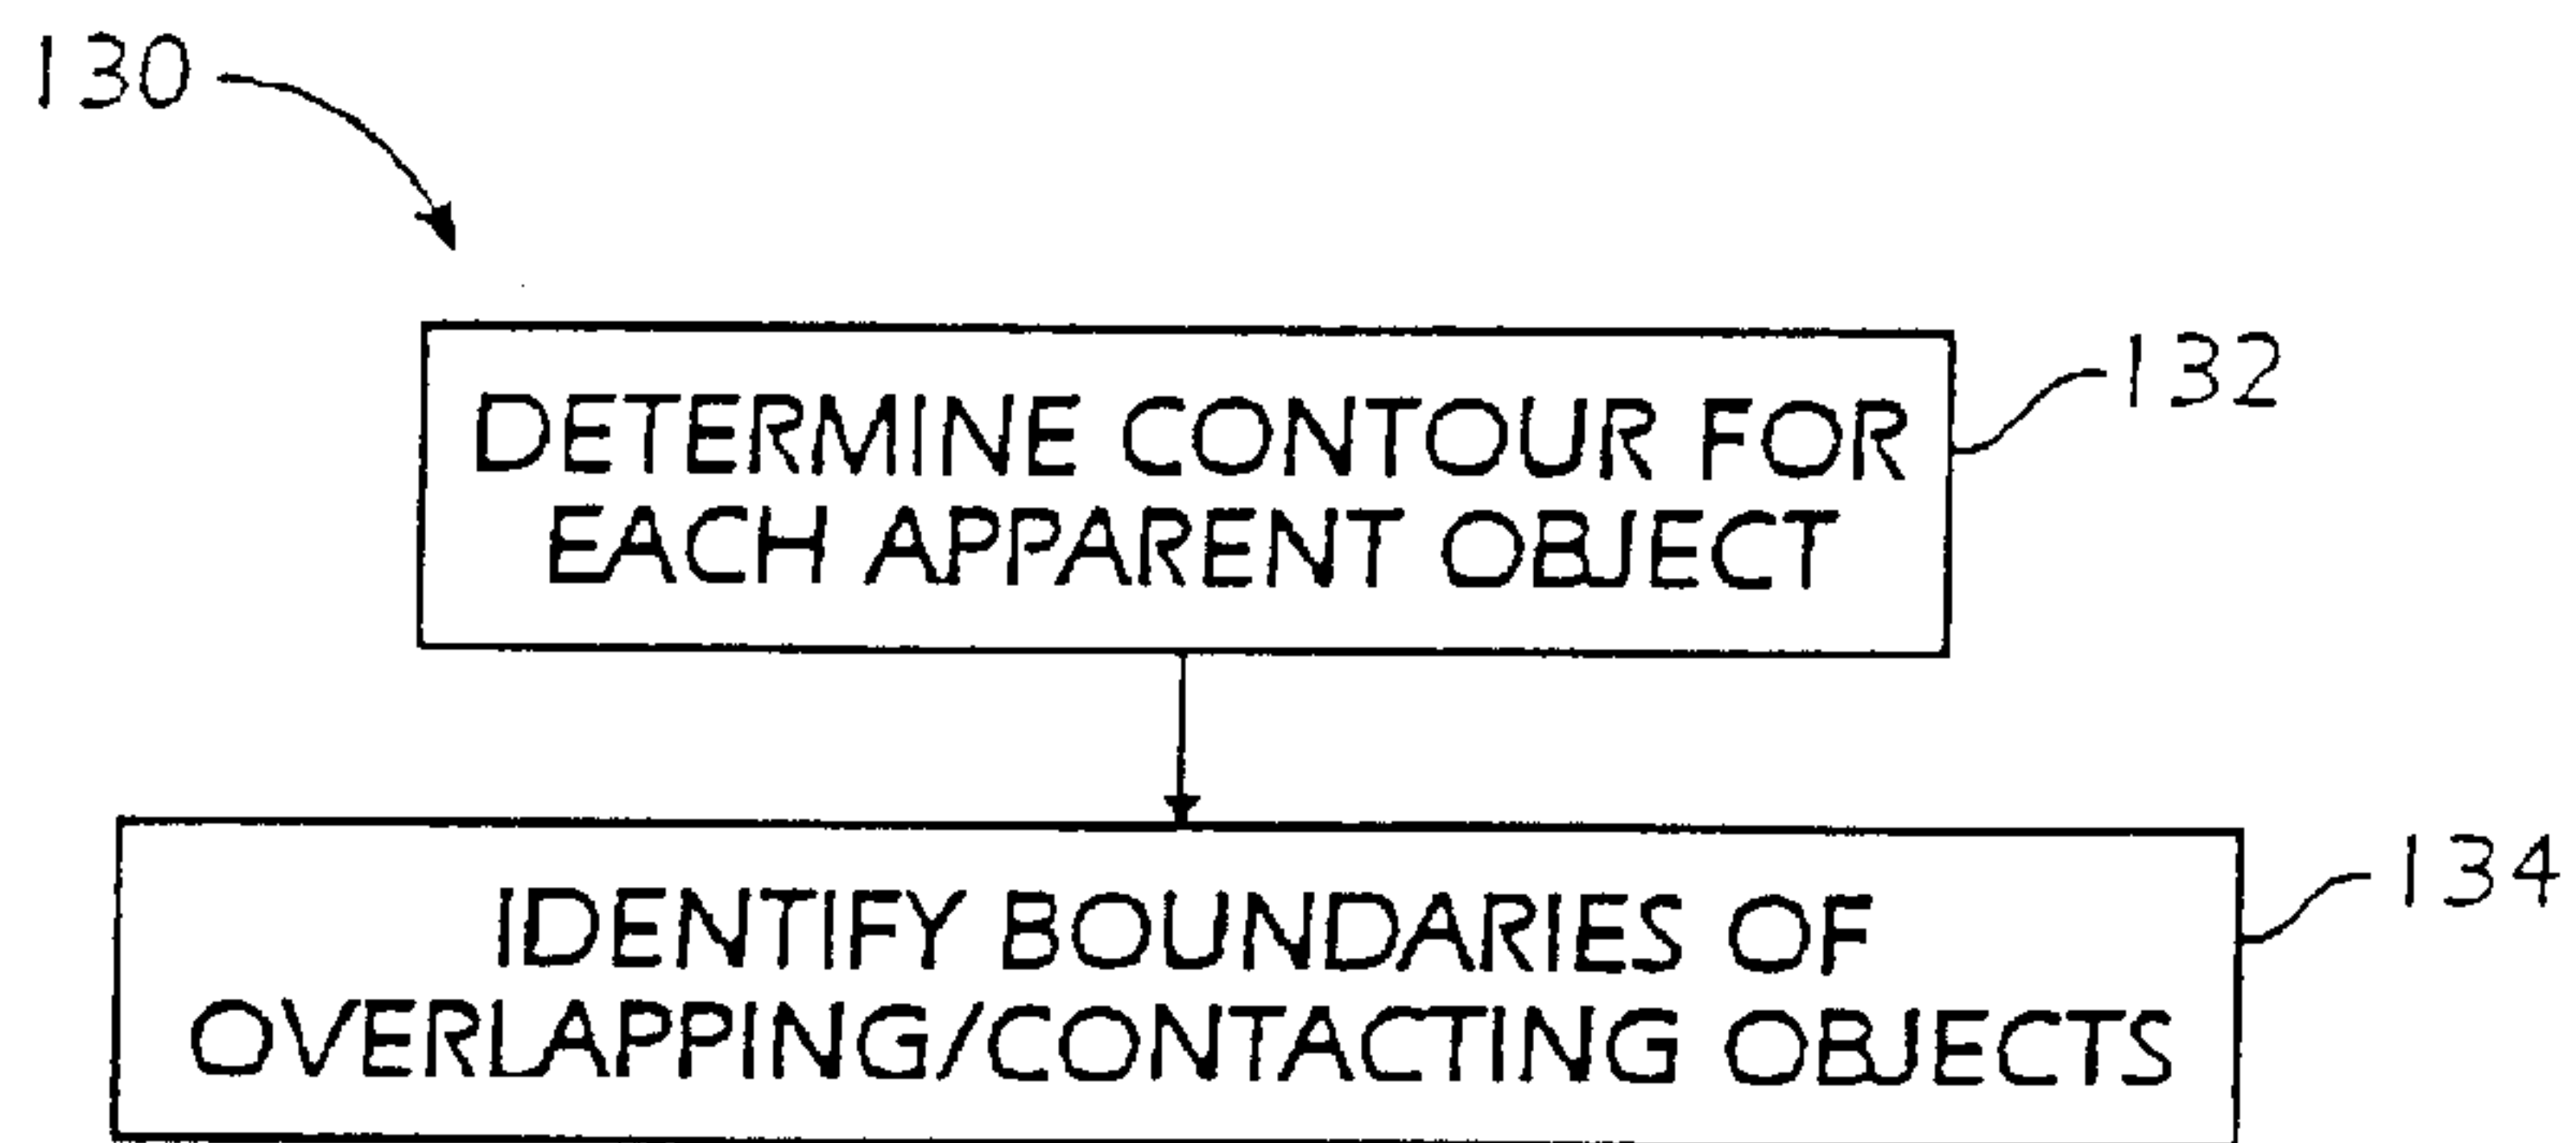 130
132
DETERMINE CONTOUR FOR
EACH APPARENT OBJECT
134
IDENTIFY BOUNDARIES OF
OVERLAPPING/CONTACTING OBJECTS